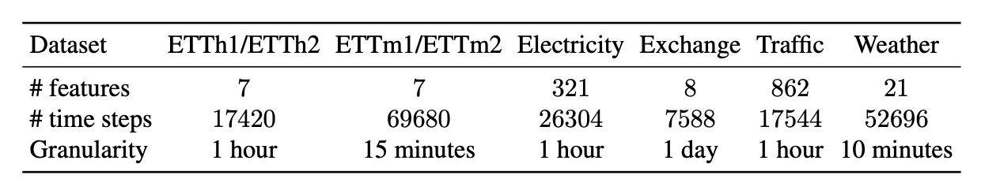 Dataset ETTh1/ETTh2 ETTm1/ETTm2 Electricity Exchange Traffic Weather
# features 7 7 321 8 862 21
# time steps 17420 69680 26304 7588 17544 52696
Granularity 1 hour 15 minutes 1 hour 1 day 1 hour 10 minutes